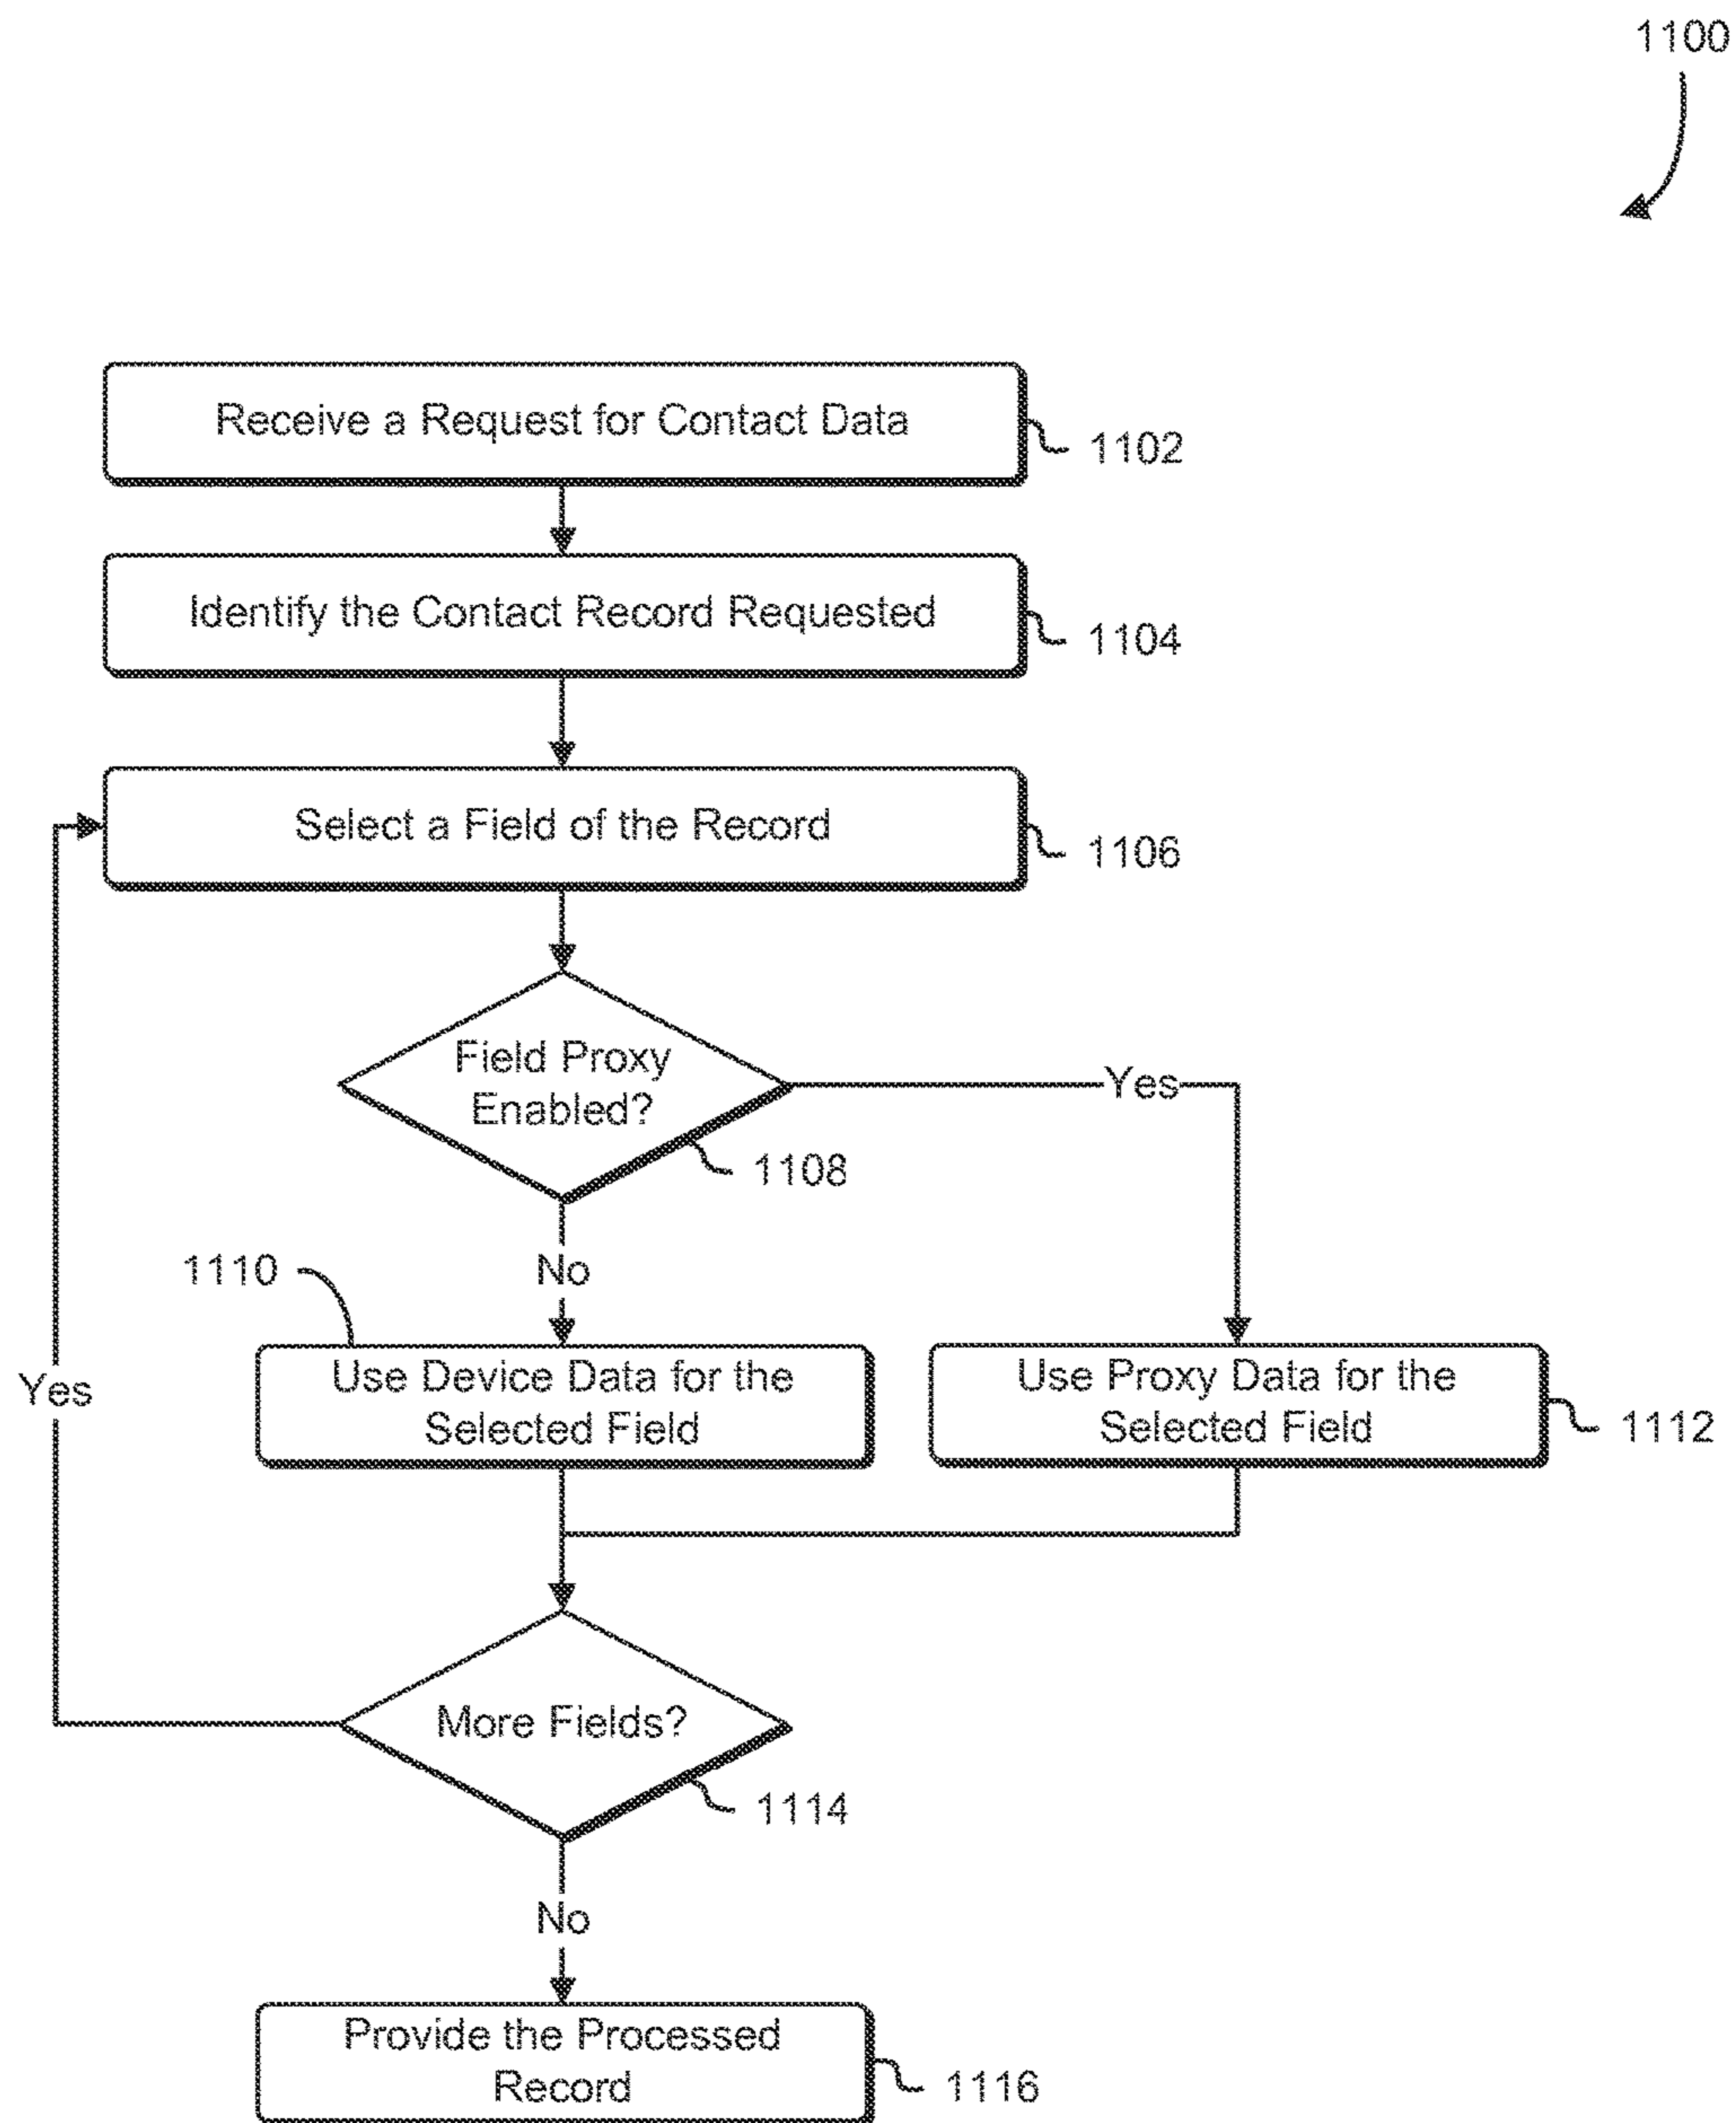 1100
Receive a Request for Contact Data
1102
Identify the Contact Record Requested
1104
Select a Field of the Record
1106
Field Proxy
Enabled?
Yes
1108
1110
No
Use Device Data for the
Selected Field
Use Proxy Data for the
Selected Field
1112
Yes
More Fields?
1114
No
Provide the Processed
Record
1116